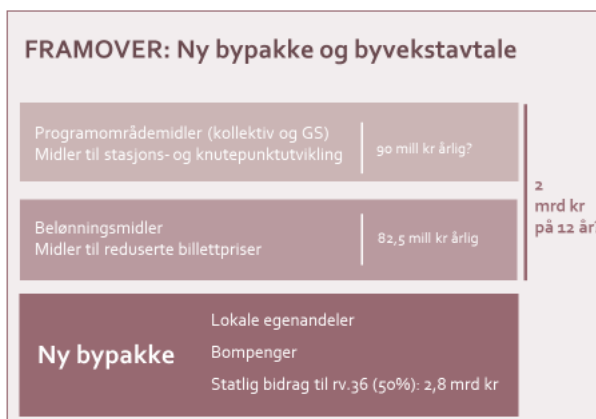 FRAMOVER: Ny bypakke og byvekstavtale
Programområdemidler (kollektiv og GS)
Midler til stasjons- og knutepunktutvikling
90 mill kr årlig?
Belønningsmidler
Midler til reduserte billettpriser
82,5 mill kr årlig
2
mrd kr
på 12 år?
Ny bypakke
Lokale egenandeler
Bompenger
Statlig bidrag til rv.36 (50%): 2,8 mrd kr